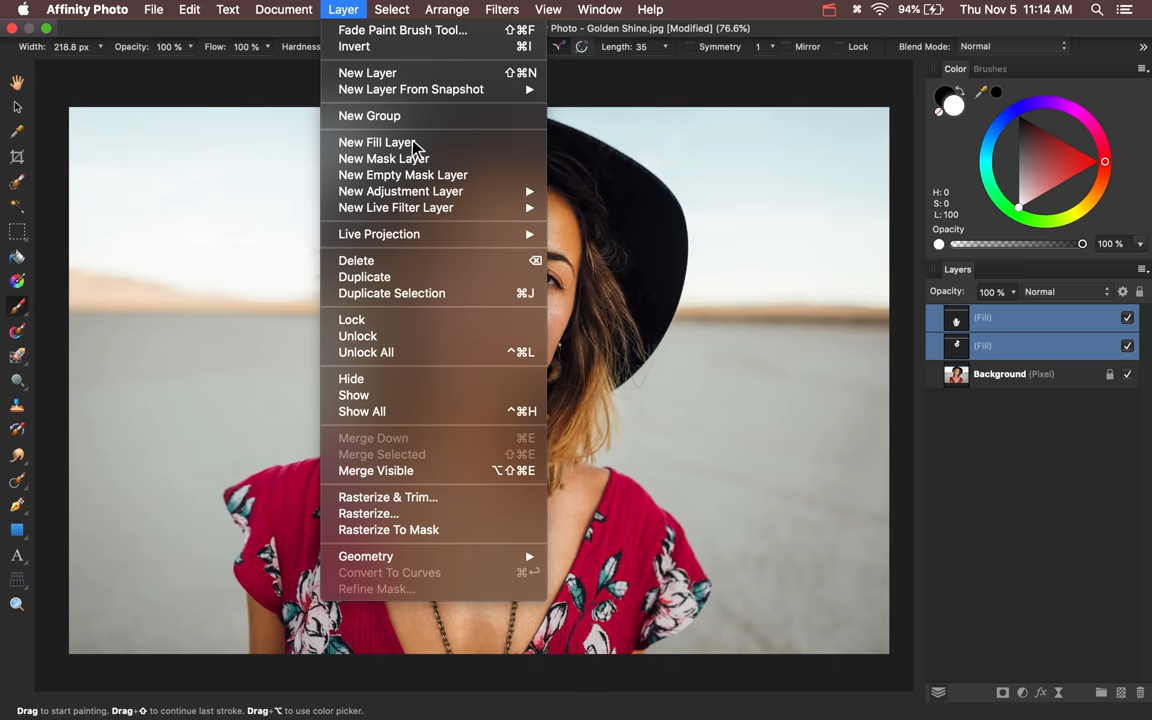 Affinity Photo File Edit Text Document Layer Select Arrange Filters View Window Help 94% Thu Nov 5 11:14 AM
Photo - Golden Shine.jpg [Modified] (76.6%)
Width: 218.8 px Opacity: 100 % Flow: 100 % Hardness Length: 35 Symmetry 1 Mirror Lock Blend Mode: Normal
Fade Paint Brush Tool... ⇧⌘F
Invert ⌘I
New Layer ⇧⌘N
New Layer From Snapshot
New Group
New Fill Layer
New Mask Layer
New Empty Mask Layer
New Adjustment Layer
New Live Filter Layer
Live Projection
Delete ⌫
Duplicate
Duplicate Selection ⌘J
Lock
Unlock
Unlock All ^⌘L
Hide
Show
Show All ^⌘H
Merge Down ⌘E
Merge Selected ⇧⌘E
Merge Visible ⌥⇧⌘E
Rasterize & Trim...
Rasterize...
Rasterize To Mask
Geometry
Convert To Curves ⌘↩
Refine Mask...
Color Brushes
H: 0
S: 0
L: 100
Opacity
100 %
Layers
Opacity: 100 % Normal
(Fill)
(Fill)
Background (Pixel)
A
fx
Drag to start painting. Drag+⇧ to continue last stroke. Drag+⌥ to use color picker.